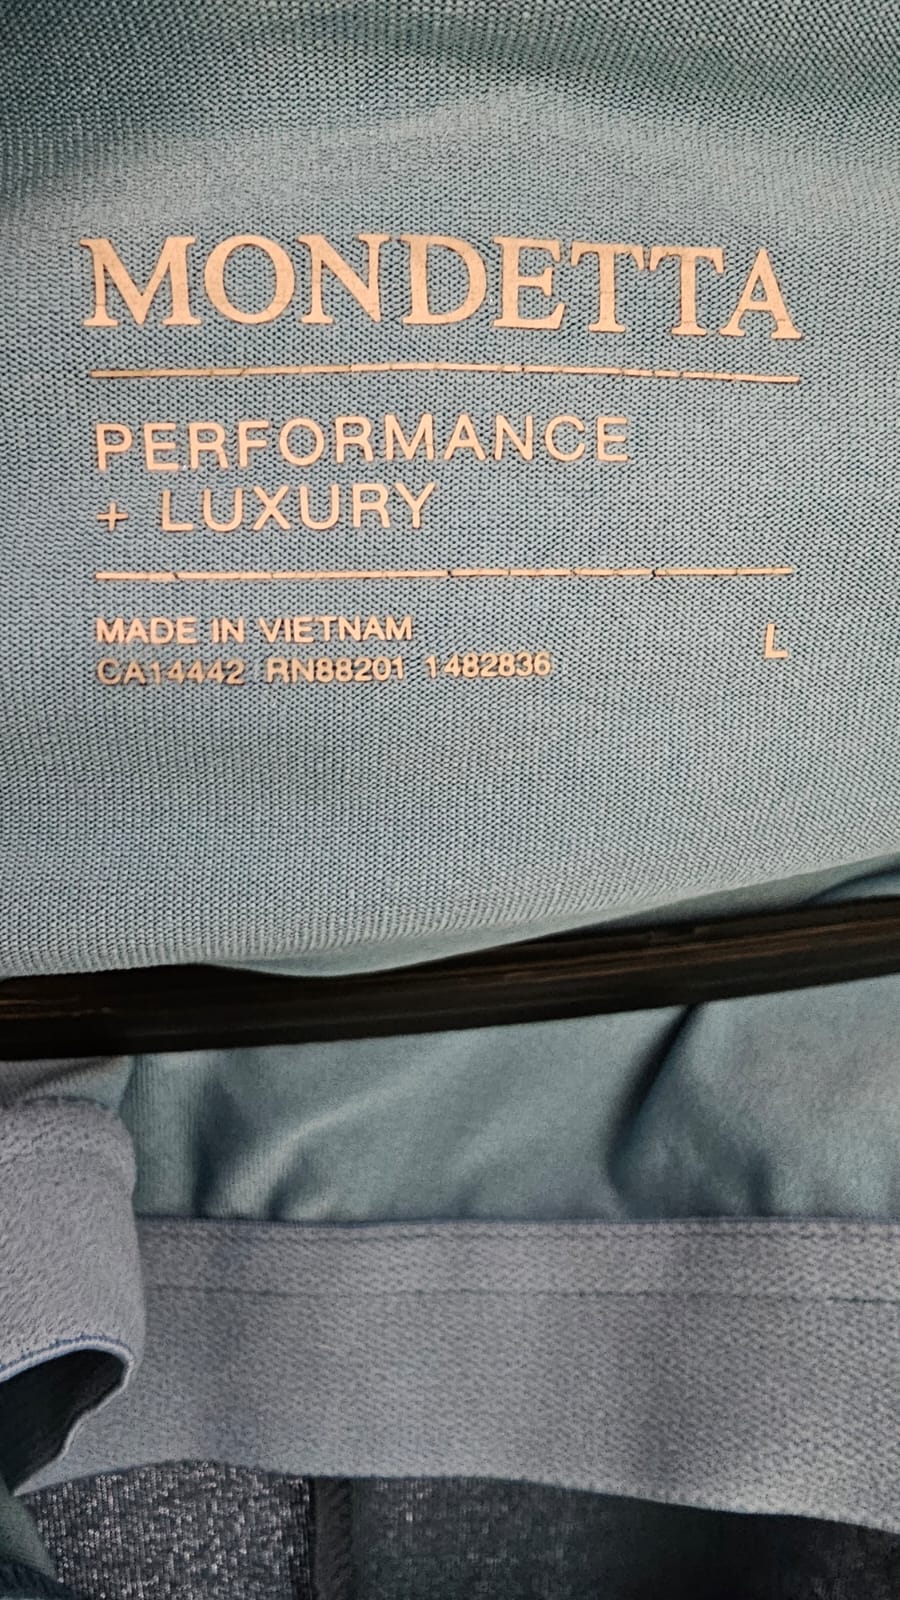 MONDETTA
PERFORMANCE
+ LUXURY
MADE IN VIETNAM
CA14442 RN88201 1482836
L